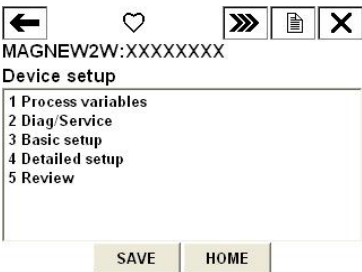 MAGNEW2W:XXXXXXXX
Device setup
1 Process variables
2 Diag/Service
3 Basic setup
4 Detailed setup
5 Review
SAVE HOME